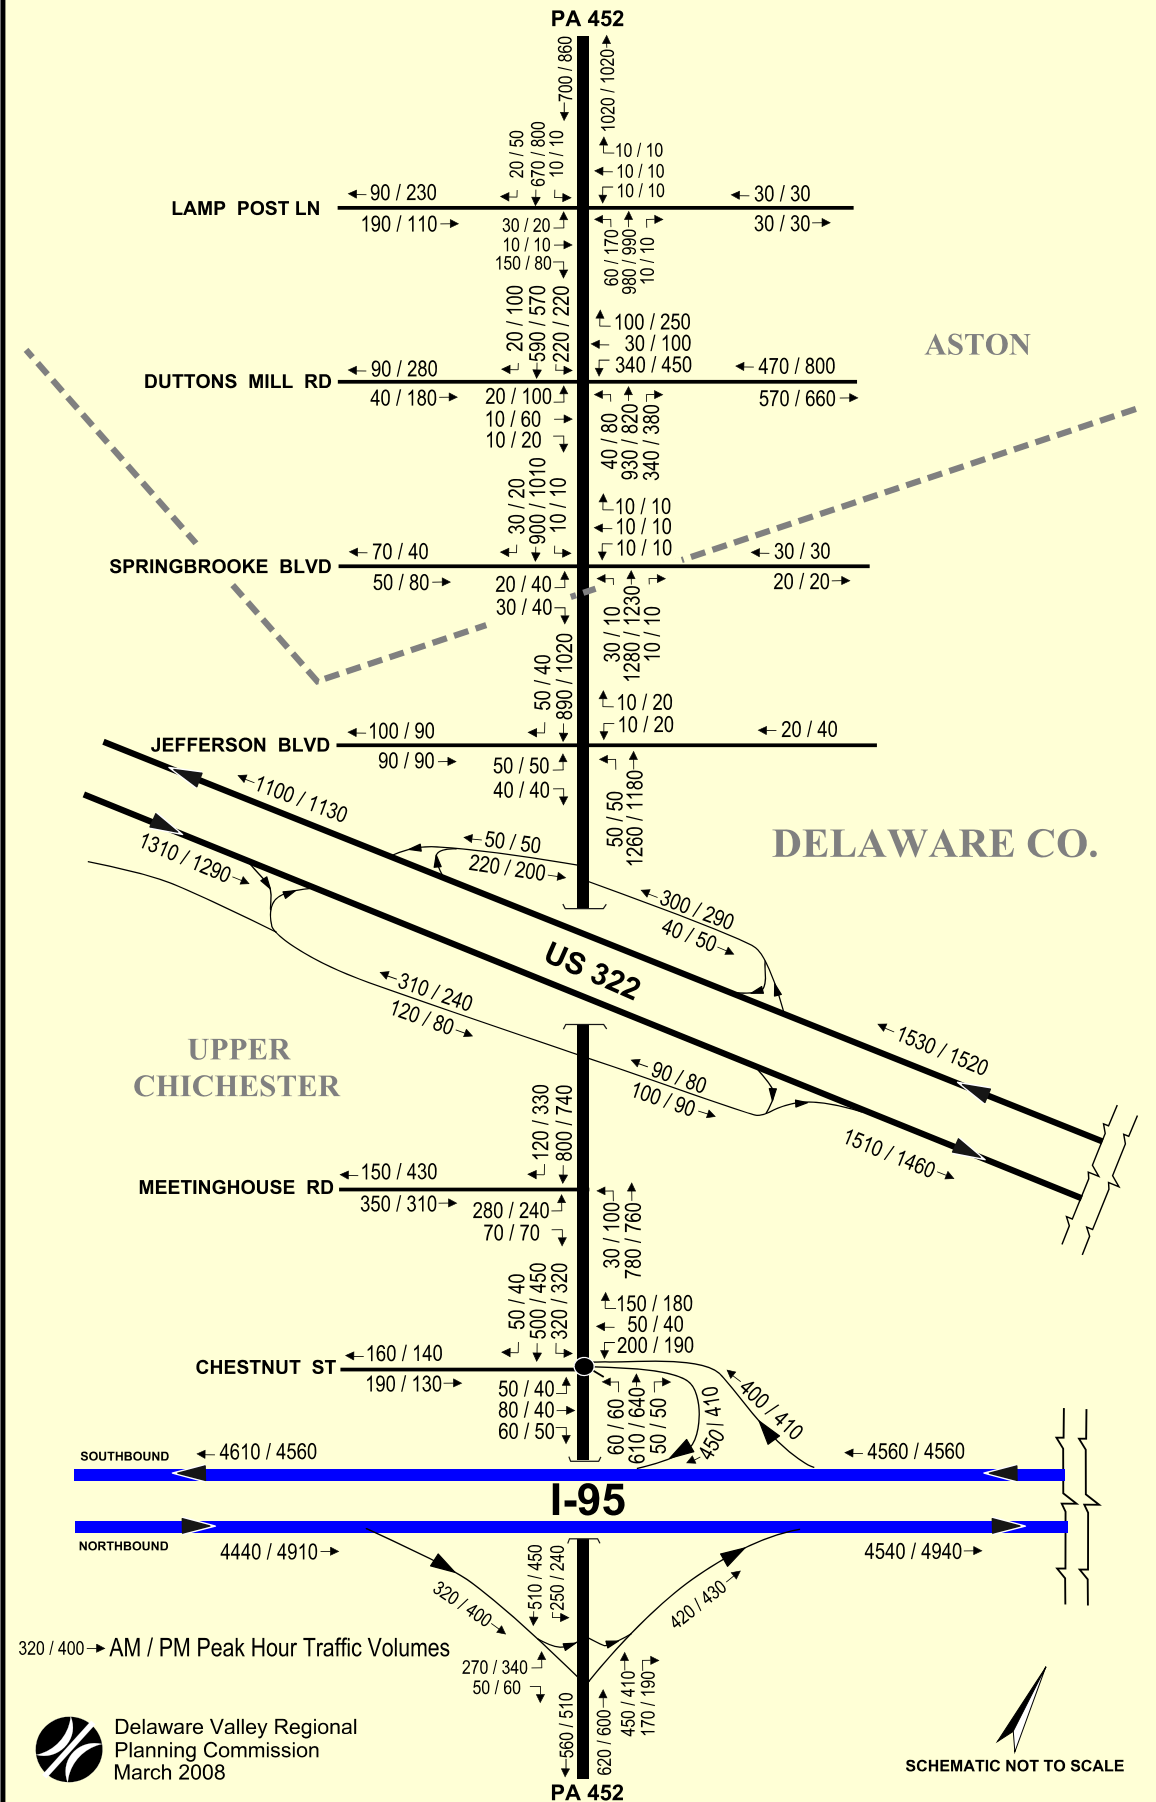 PA 452
700 / 860
1020 / 1020
20 / 50
670 / 800
10 / 10
10 / 10
10 / 10
10 / 10
LAMP POST LN
90 / 230
190 / 110
30 / 30
30 / 30
30 / 20
10 / 10
150 / 80
60 / 170
980 / 990
10 / 10
20 / 100
590 / 570
220 / 220
100 / 250
30 / 100
340 / 450
ASTON
DUTTONS MILL RD
90 / 280
40 / 180
470 / 800
570 / 660
20 / 100
10 / 60
10 / 20
40 / 80
930 / 820
340 / 380
30 / 20
900 / 1010
10 / 10
10 / 10
10 / 10
10 / 10
SPRINGBROOKE BLVD
70 / 40
50 / 80
30 / 30
20 / 20
20 / 40
30 / 40
30 / 10
1280 / 1230
10 / 10
50 / 40
890 / 1020
10 / 20
10 / 20
JEFFERSON BLVD
100 / 90
90 / 90
20 / 40
50 / 50
40 / 40
50 / 50
1260 / 1180
DELAWARE CO.
1100 / 1130
1310 / 1290
50 / 50
220 / 200
300 / 290
40 / 50
US 322
310 / 240
120 / 80
1530 / 1520
UPPER
CHICHESTER
90 / 80
100 / 90
1510 / 1460
120 / 330
800 / 740
MEETINGHOUSE RD
150 / 430
350 / 310
280 / 240
70 / 70
30 / 100
780 / 760
50 / 40
500 / 450
320 / 320
150 / 180
50 / 40
200 / 190
CHESTNUT ST
160 / 140
190 / 130
50 / 40
80 / 40
60 / 50
60 / 60
610 / 640
50 / 50
450 / 410
400 / 410
SOUTHBOUND
4610 / 4560
4560 / 4560
I-95
NORTHBOUND
4440 / 4910
4540 / 4940
320 / 400
510 / 450
250 / 240
420 / 430
320 / 400 AM / PM Peak Hour Traffic Volumes
270 / 340
50 / 60
450 / 410
170 / 190
560 / 510
620 / 600
Delaware Valley Regional
Planning Commission
March 2008
SCHEMATIC NOT TO SCALE
PA 452